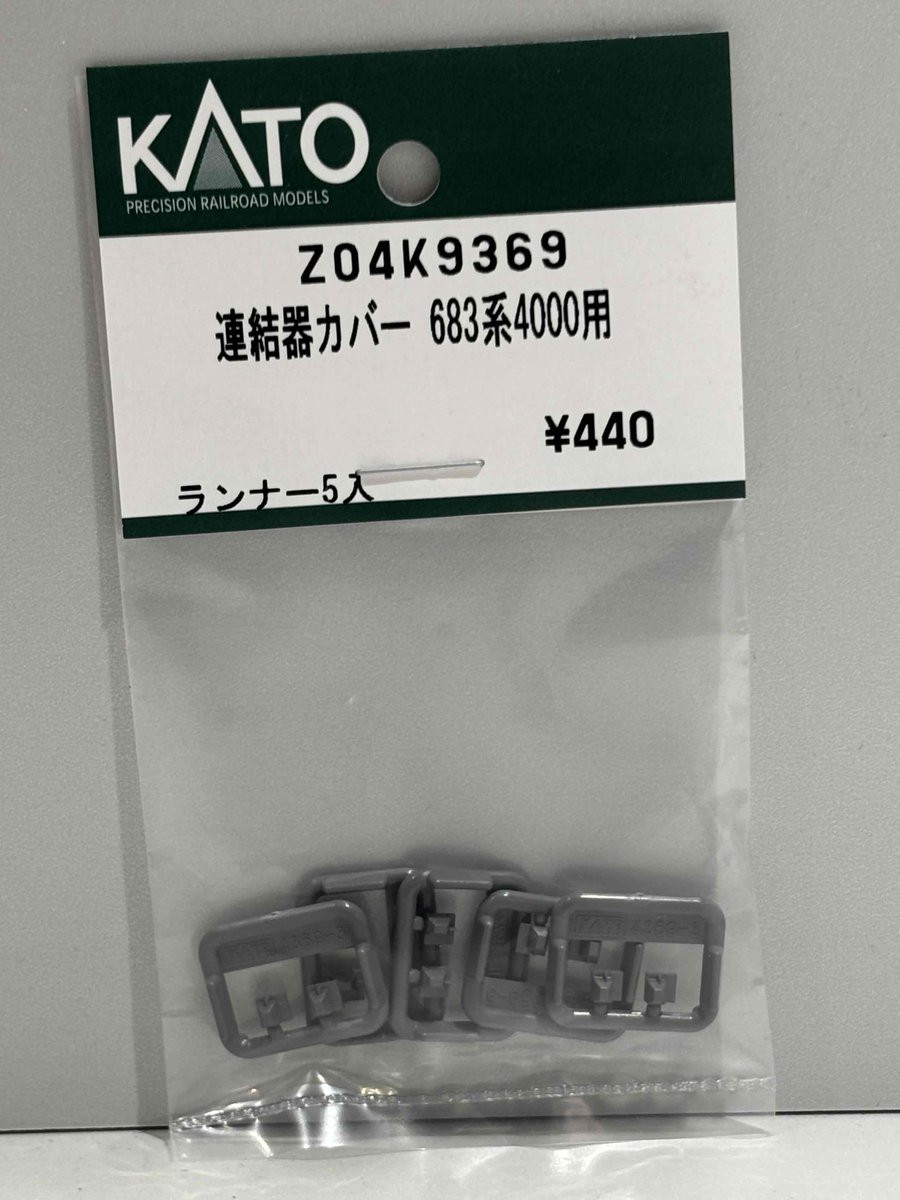 KATO
PRECISION RAILROAD MODELS
Z04K9369
連結器カバー 683系4000用
¥440
ランナー5入